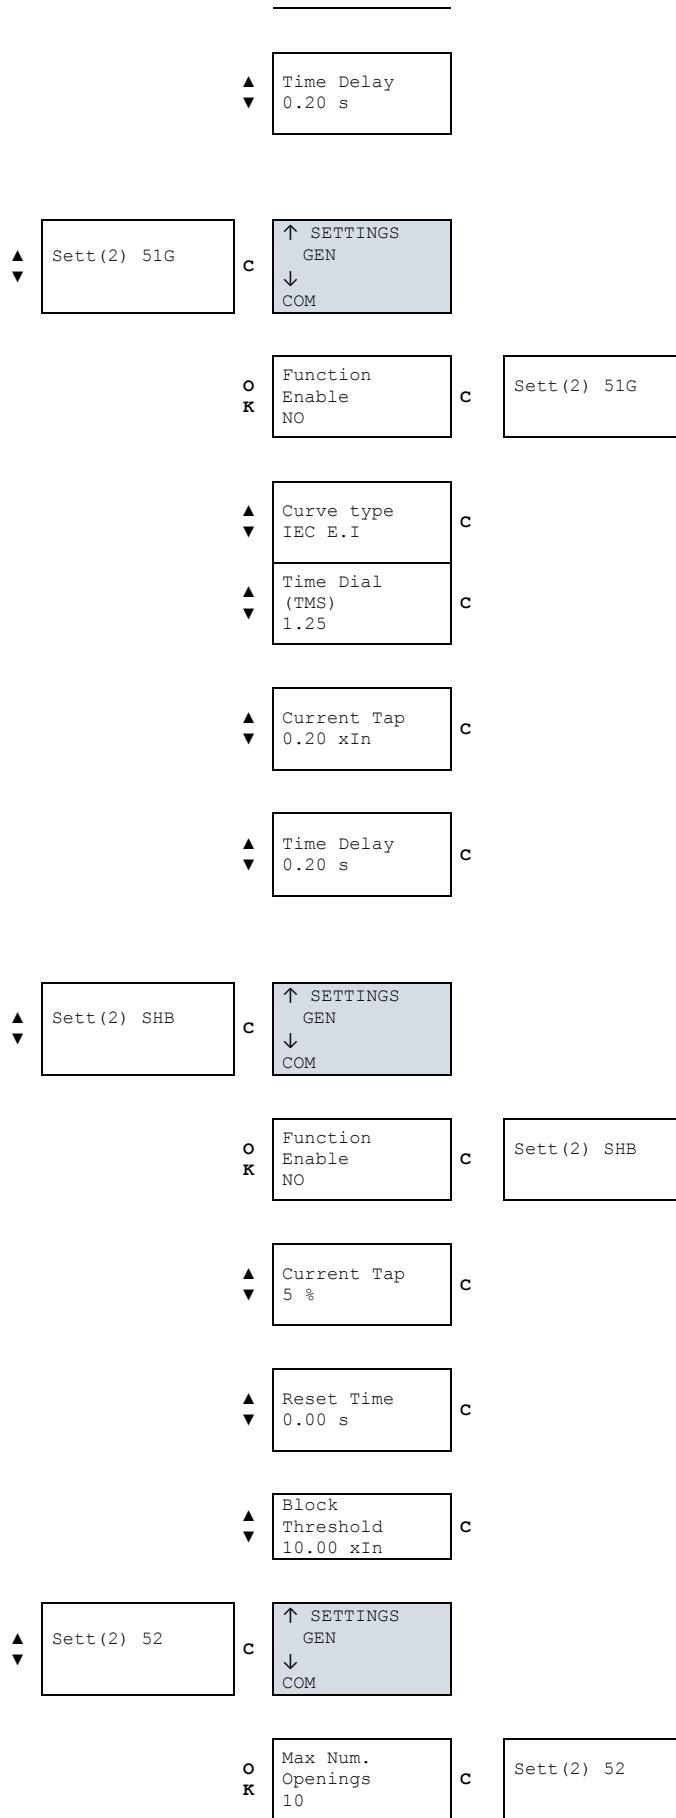 ▲ Time Delay
▼ 0.20 s
▲ Sett(2) 51G C ↑ SETTINGS
▼ GEN
↓
COM
O Function
K Enable C Sett(2) 51G
NO
▲ Curve type C
▼ IEC E.I
▲ Time Dial
▼ (TMS) C
1.25
▲ Current Tap C
▼ 0.20 xIn
▲ Time Delay C
▼ 0.20 s
▲ Sett(2) SHB C ↑ SETTINGS
▼ GEN
↓
COM
O Function
K Enable C Sett(2) SHB
NO
▲ Current Tap C
▼ 5 %
▲ Reset Time C
▼ 0.00 s
▲ Block
▼ Threshold C
10.00 xIn
▲ Sett(2) 52 C ↑ SETTINGS
▼ GEN
↓
COM
O Max Num.
K Openings C Sett(2) 52
10